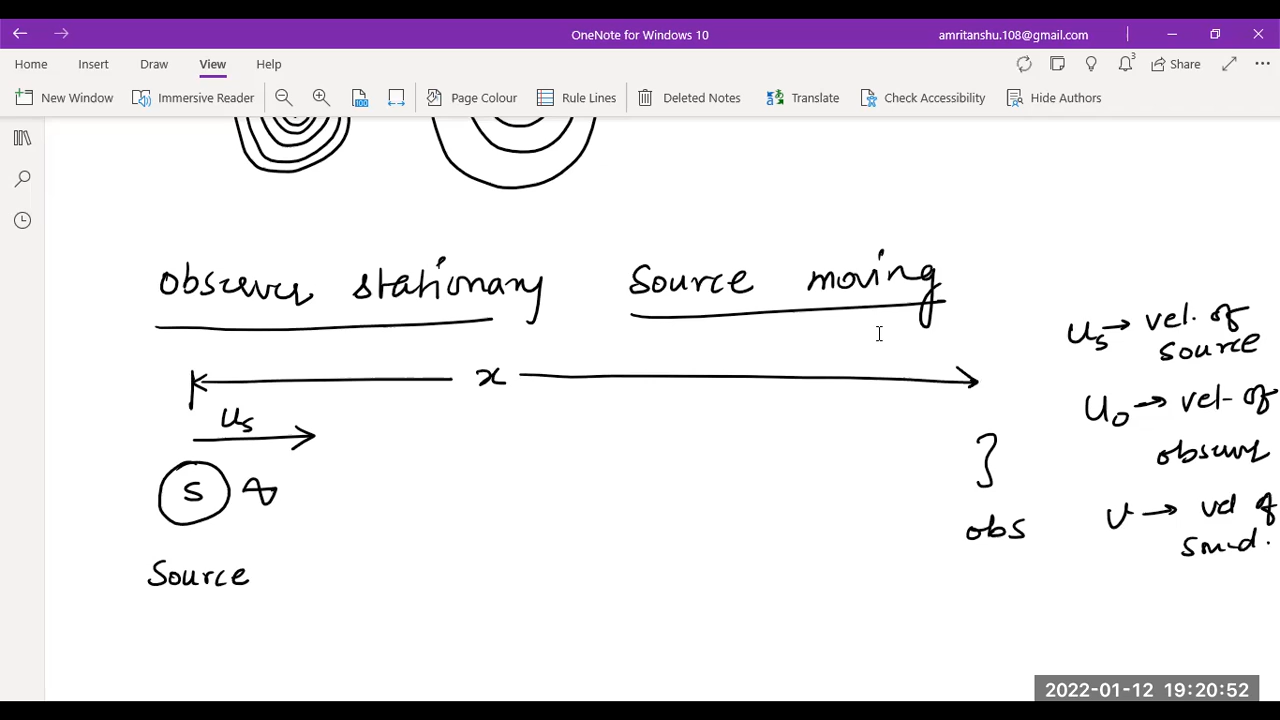 OneNote for Windows 10
amritanshu.108@gmail.com
Home Insert Draw View Help
3
Share
New Window Immersive Reader 100 Page Colour Rule Lines Deleted Notes Translate Check Accessibility Hide Authors
Observer stationary Source moving
x
us
S
Source
obs
us → vel. of
source
uo → vel. of
observer
v → vel of
sound.
2022-01-12 19:20:52